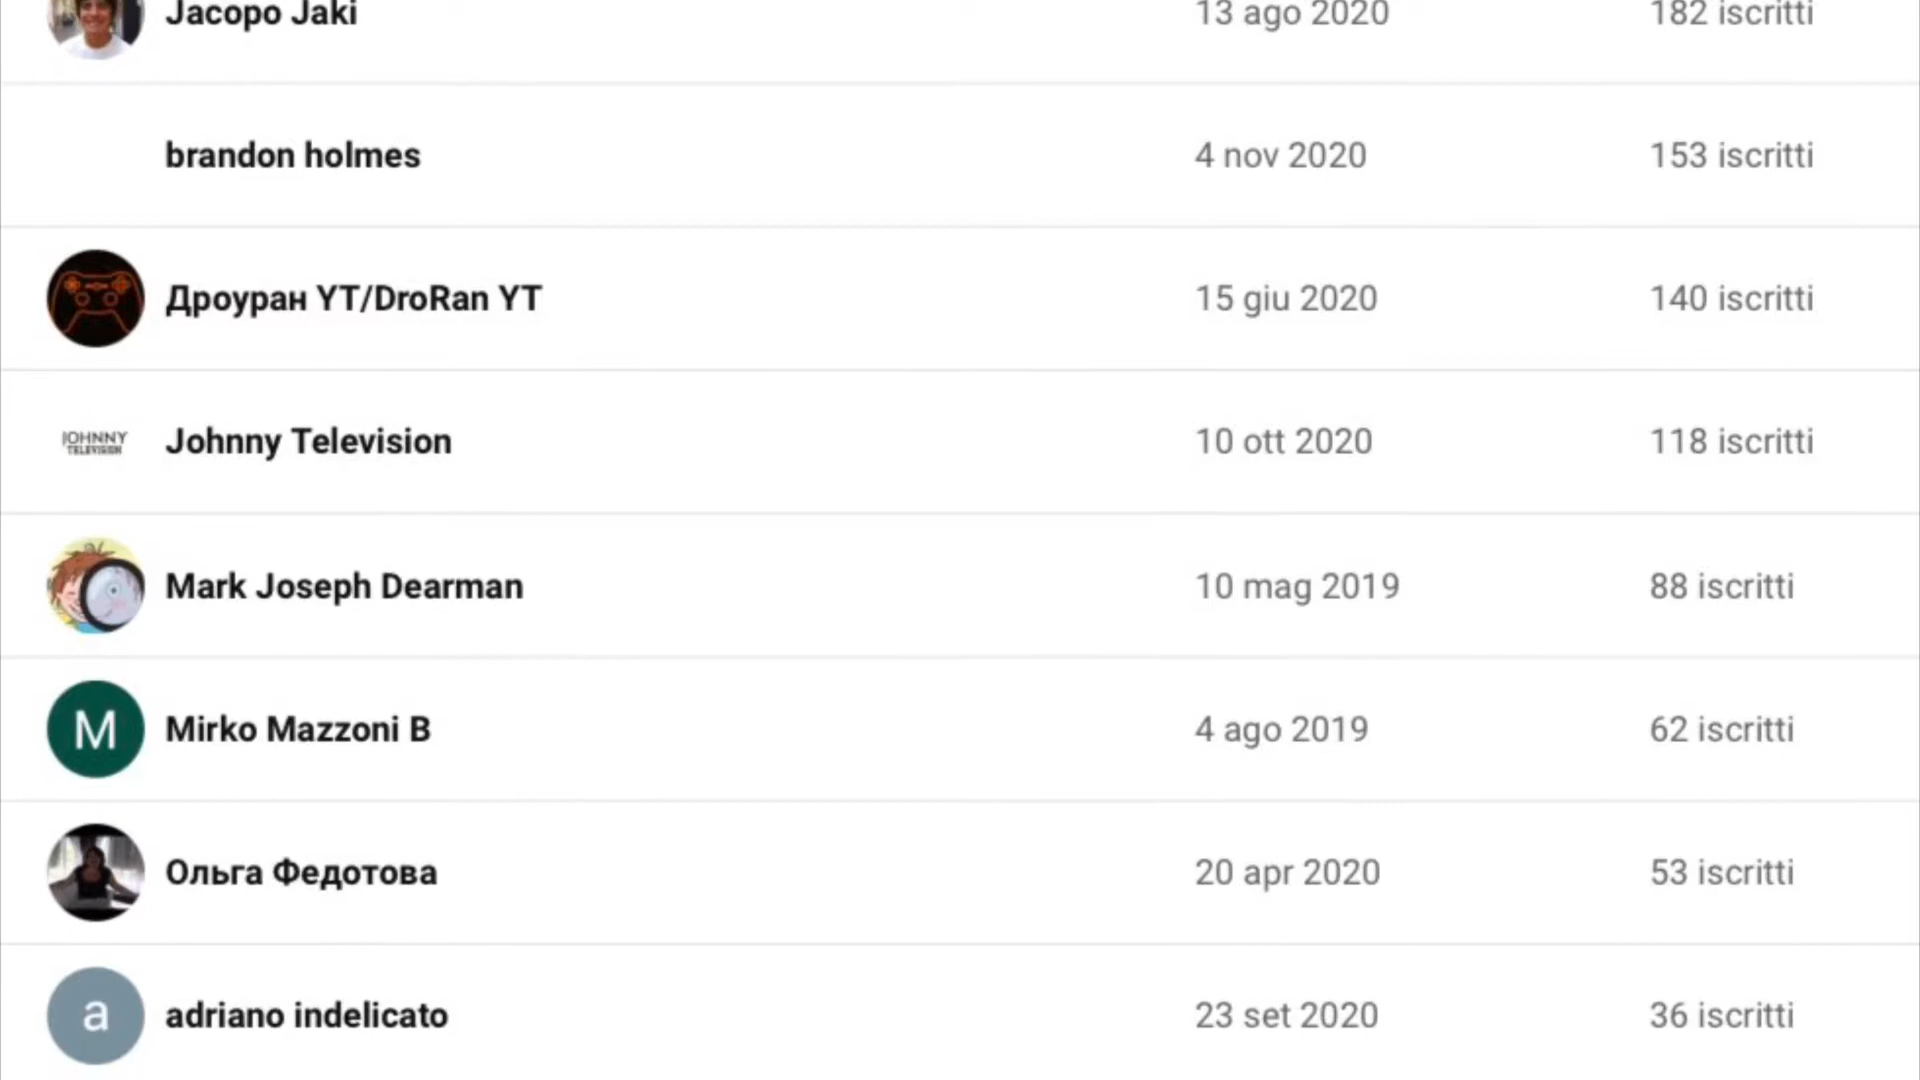 Jacopo Jaki 13 ago 2020 182 iscritti
brandon holmes 4 nov 2020 153 iscritti
Дроуран YT/DroRan YT 15 giu 2020 140 iscritti
JOHNNY
TELEVISION
Johnny Television 10 ott 2020 118 iscritti
Mark Joseph Dearman 10 mag 2019 88 iscritti
M Mirko Mazzoni B 4 ago 2019 62 iscritti
Ольга Федотова 20 apr 2020 53 iscritti
a adriano indelicato 23 set 2020 36 iscritti